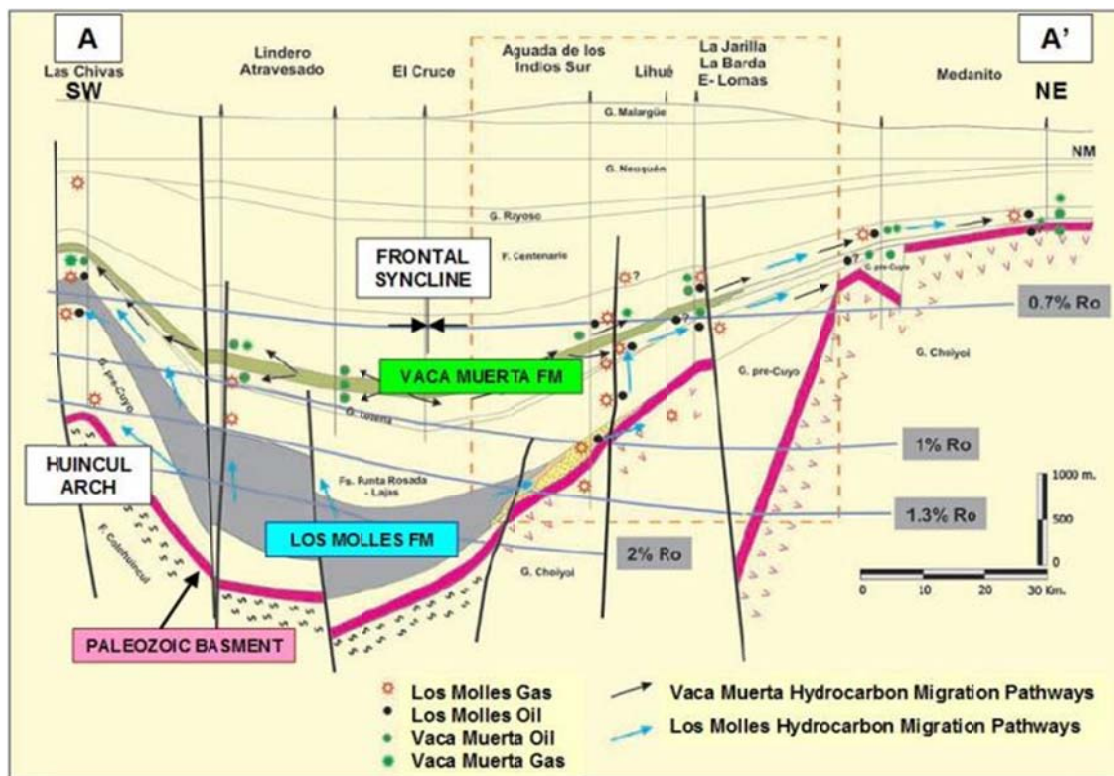 A
A'
Las Chivas
SW
Lindero
Atravesado
El Cruce
Aguada de los
Indios Sur
Lihué
La Jarilla
La Barda
E- Lomas
Medanito
NE
G. Malargüe
NM
G. Neuquén
G. Rayoso
F. Centenario
FRONTAL
SYNCLINE
G. pre-Cuyo
0.7% Ro
G. Choiyoi
VACA MUERTA FM
G. pre-Cuyo
G. pre-Cuyo
1% Ro
HUINCUL
ARCH
Fs. Punta Rosada
- Lajas
1.3% Ro
1000 m.
500
0
LOS MOLLES FM
2% Ro
G. Choiyoi
0 10 20 30 Km.
PALEOZOIC BASMENT
Los Molles Gas
Los Molles Oil
Vaca Muerta Oil
Vaca Muerta Gas
Vaca Muerta Hydrocarbon Migration Pathways
Los Molles Hydrocarbon Migration Pathways